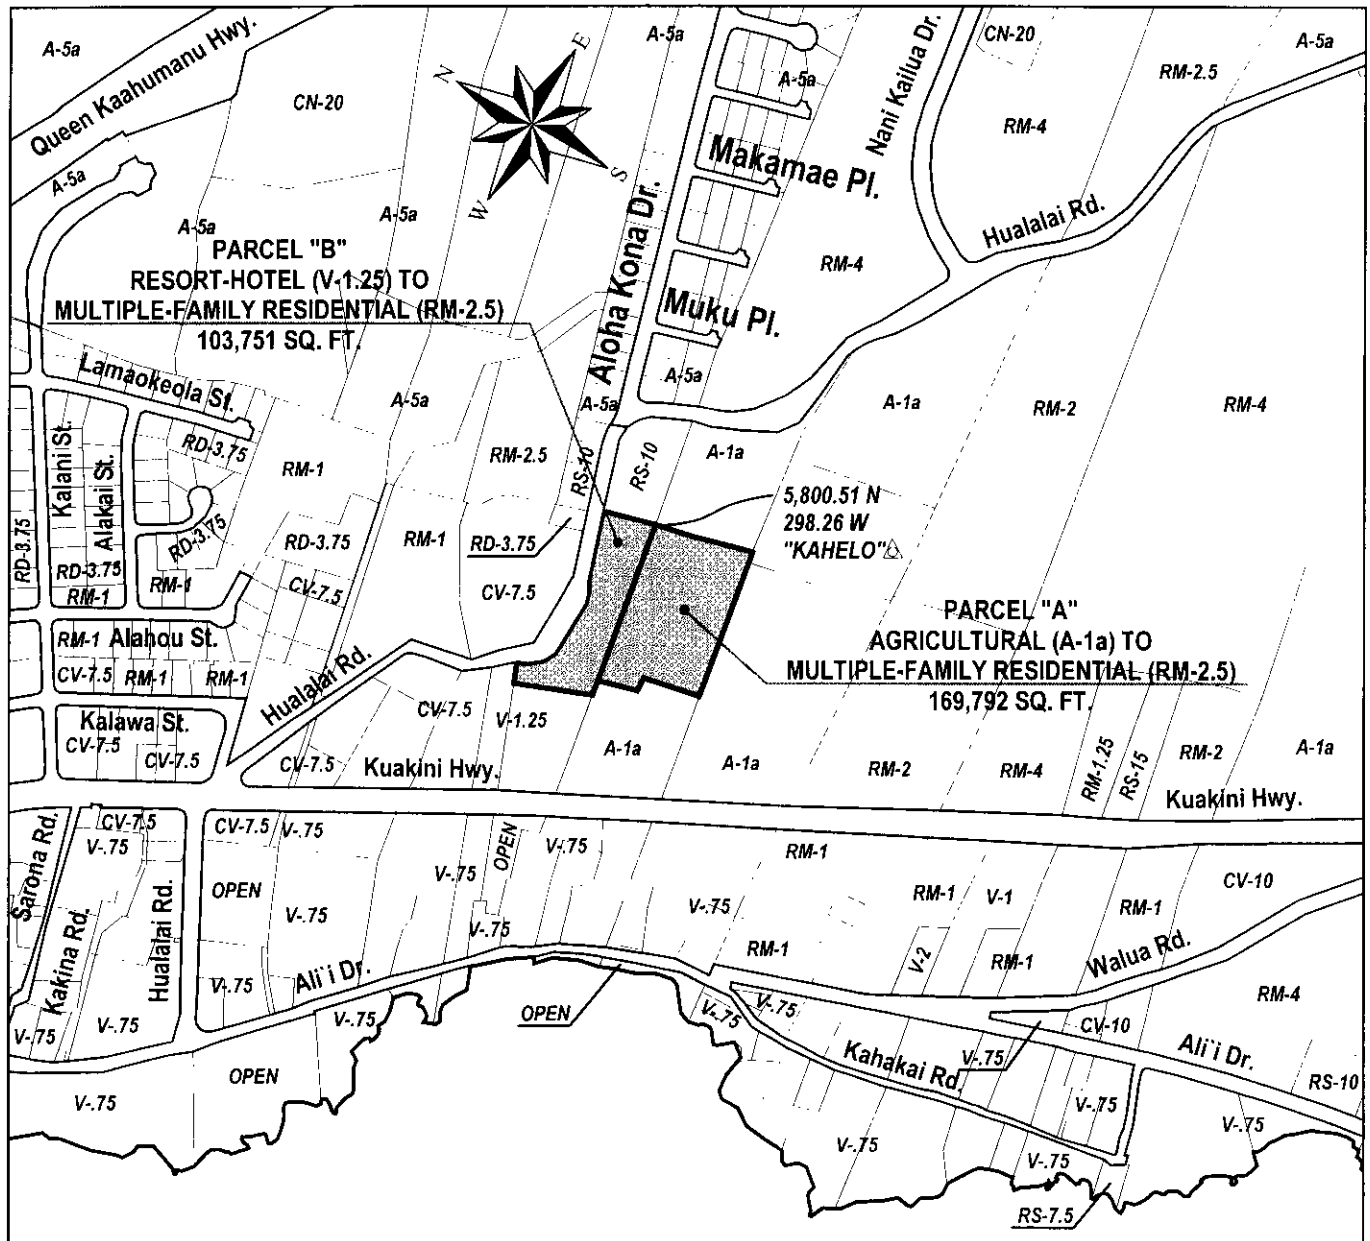 A-5a
Queen Kaahumanu Hwy.
CN-20
N
E
S
W
A-5a
A-5a
CN-20
A-5a
RM-2.5
RM-4
Nani Kailua Dr.
Makamae Pl.
Hualalai Rd.
A-5a
A-5a
A-5a
PARCEL "B"
RESORT-HOTEL (V-1.25) TO
MULTIPLE-FAMILY RESIDENTIAL (RM-2.5)
103,751 SQ. FT.
Aloha Kona Dr.
RM-4
Muku Pl.
A-5a
Lamaokeola St.
A-5a
A-5a
A-1a
RM-2
RM-4
Kalani St.
Alakai St.
RD-3.75
RM-1
RM-2.5
RS-10
RS-10
A-1a
5,800.51 N
298.26 W
"KAHELO"
RD-3.75
RD-3.75
RD-3.75
RM-1
RD-3.75
RD-3.75
RM-1
RM-1
CV-7.5
CV-7.5
PARCEL "A"
AGRICULTURAL (A-1a) TO
MULTIPLE-FAMILY RESIDENTIAL (RM-2.5)
169,792 SQ. FT.
RM-1
Alahou St.
CV-7.5
RM-1
RM-1
Hualalai Rd.
Kalawa St.
CV-7.5
CV-7.5
CV-7.5
V-1.25
CV-7.5
Kuakini Hwy.
A-1a
A-1a
RM-2
RM-4
RM-1.25
RS-15
RM-2
A-1a
Kuakini Hwy.
Sarona Rd.
CV-7.5
V-.75
CV-7.5
V-.75
OPEN
V-.75
OPEN
V-.75
RM-1
CV-10
Kakina Rd.
Hualalai Rd.
V-.75
V-.75
V-.75
RM-1
V-1
RM-1
V-.75
V-.75
V-.75
Ali'i Dr.
V-.75
RM-1
V-2
RM-1
Walua Rd.
RM-4
OPEN
V-.75
V-.75
CV-10
Ali'i Dr.
V-.75
OPEN
Kahakai Rd.
V-.75
V-.75
RS-10
V-.75
V-.75
V-.75
RS-7.5